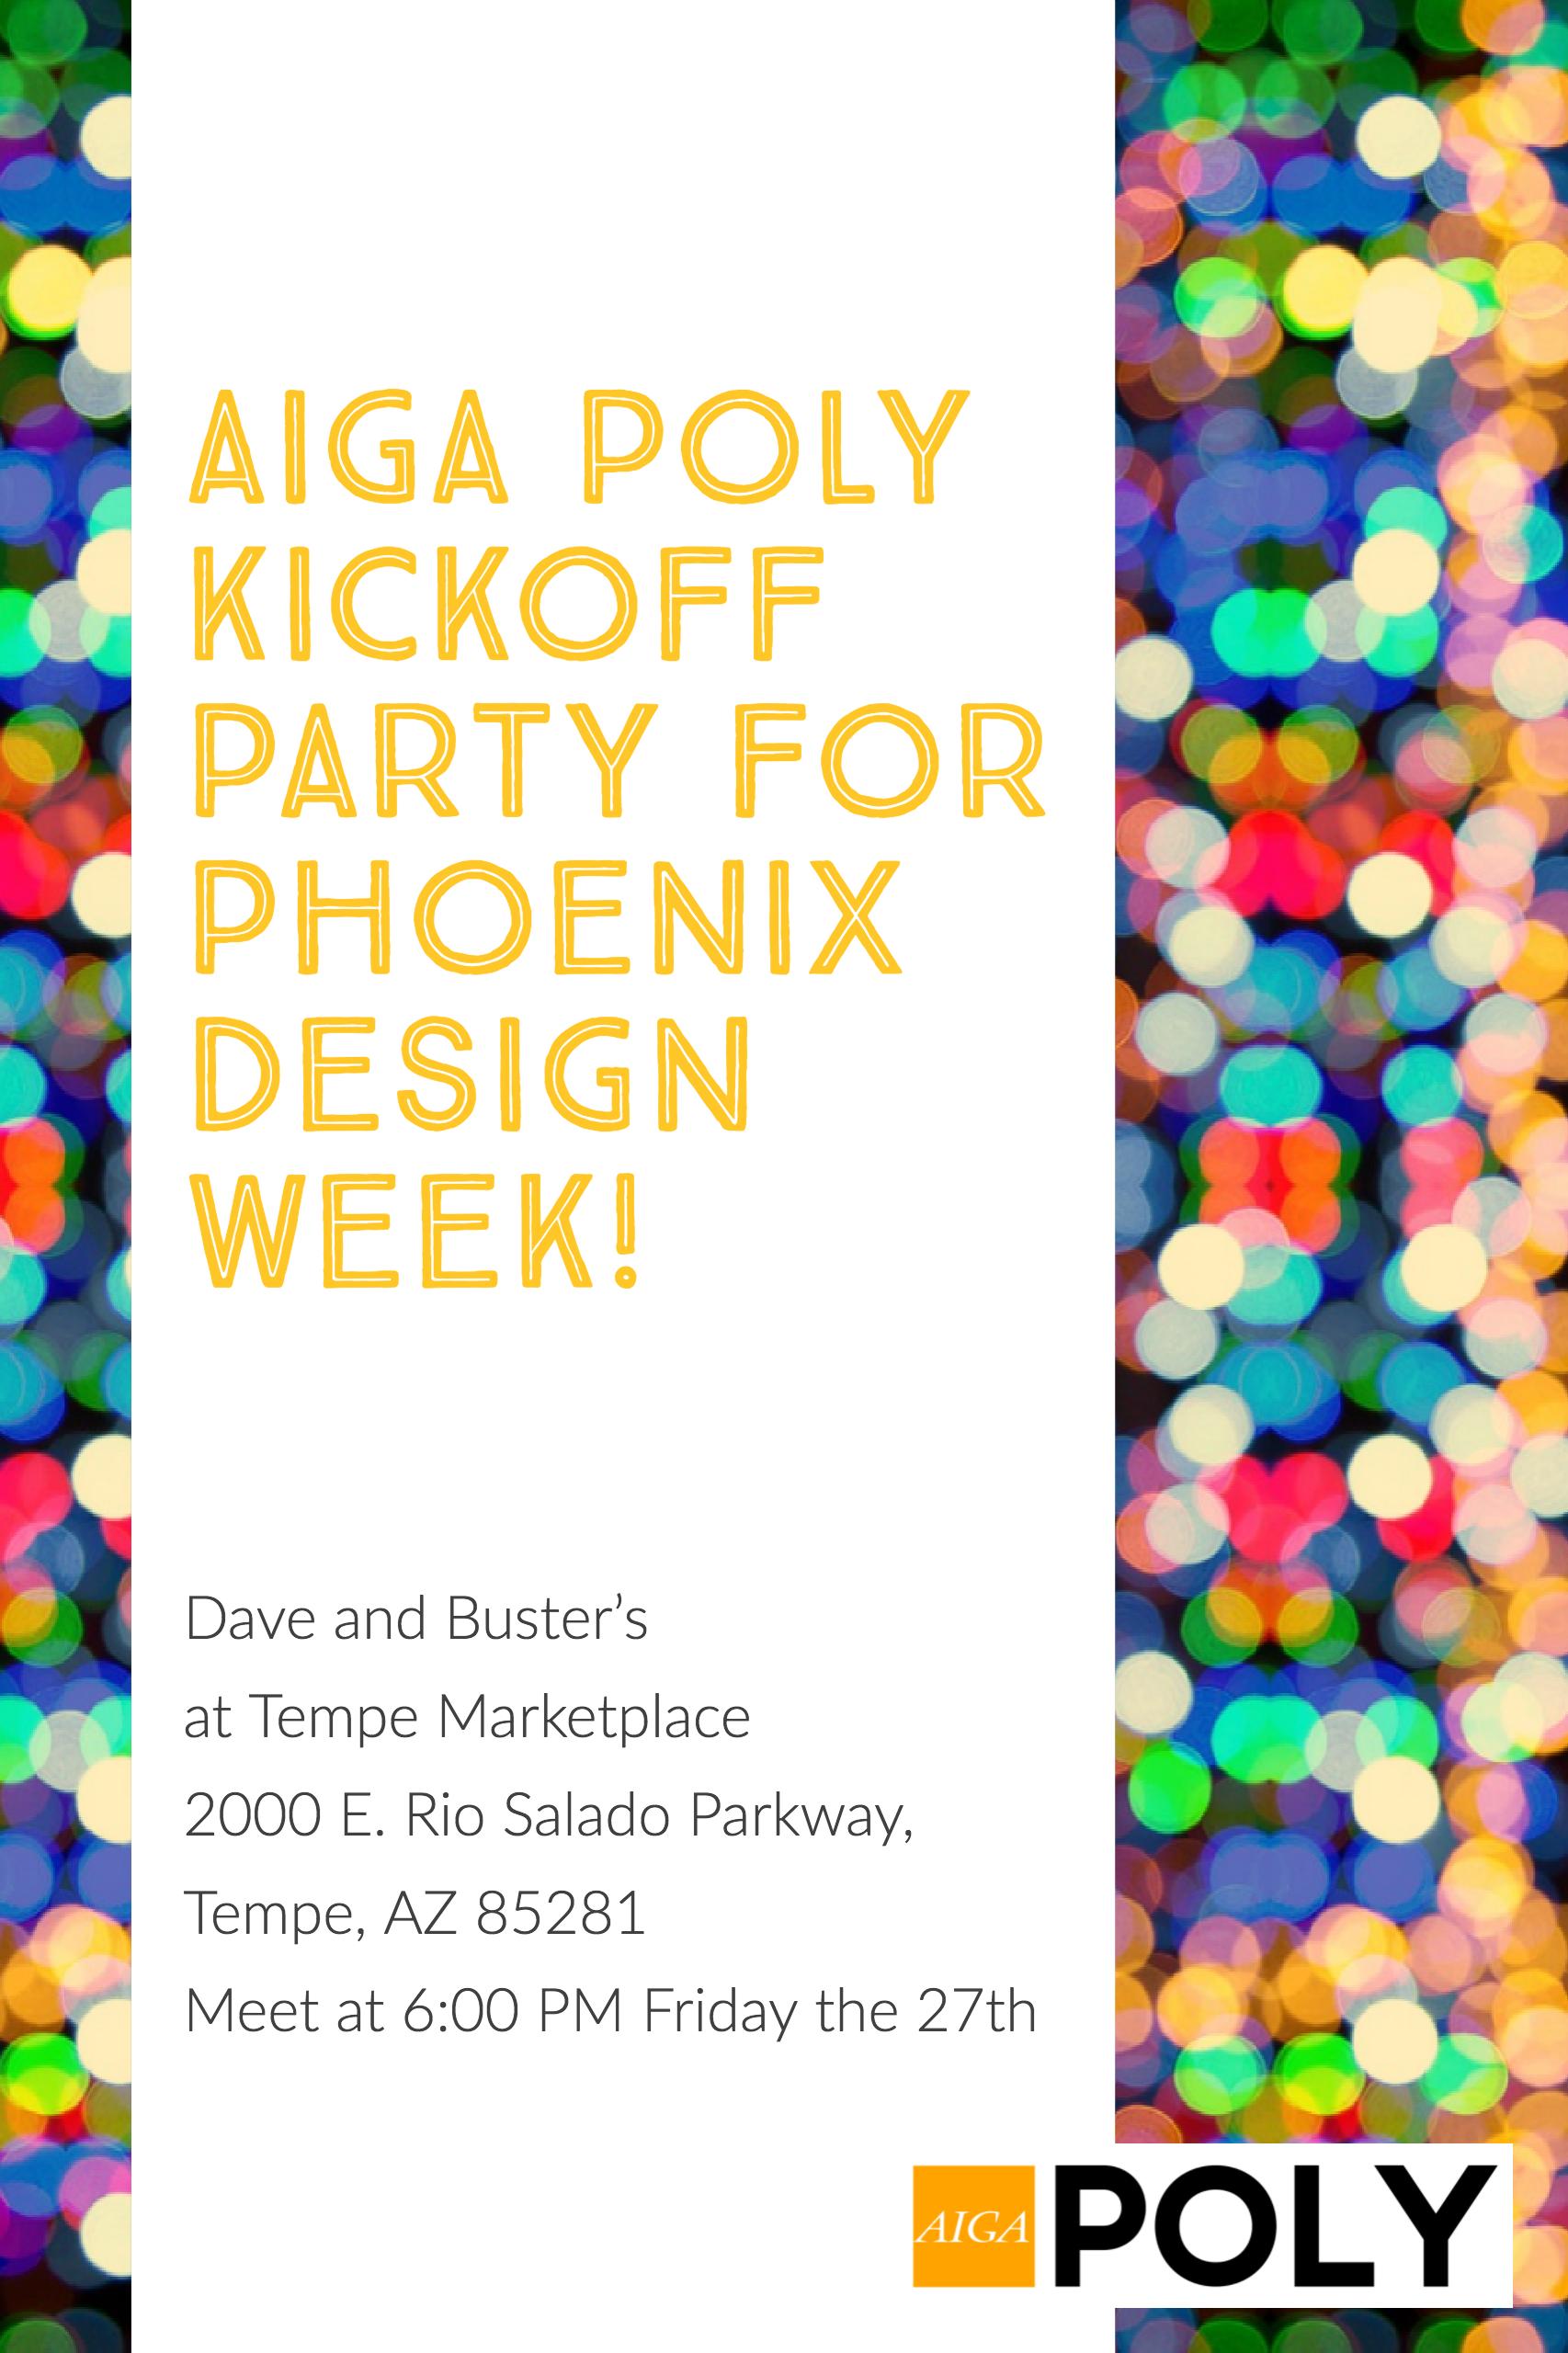 AIGA POLY
KICKOFF
PARTY FOR
PHOENIX
DESIGN
WEEK!
Dave and Buster’s
at Tempe Marketplace
2000 E. Rio Salado Parkway,
Tempe, AZ 85281
Meet at 6:00 PM Friday the 27th
AIGA POLY